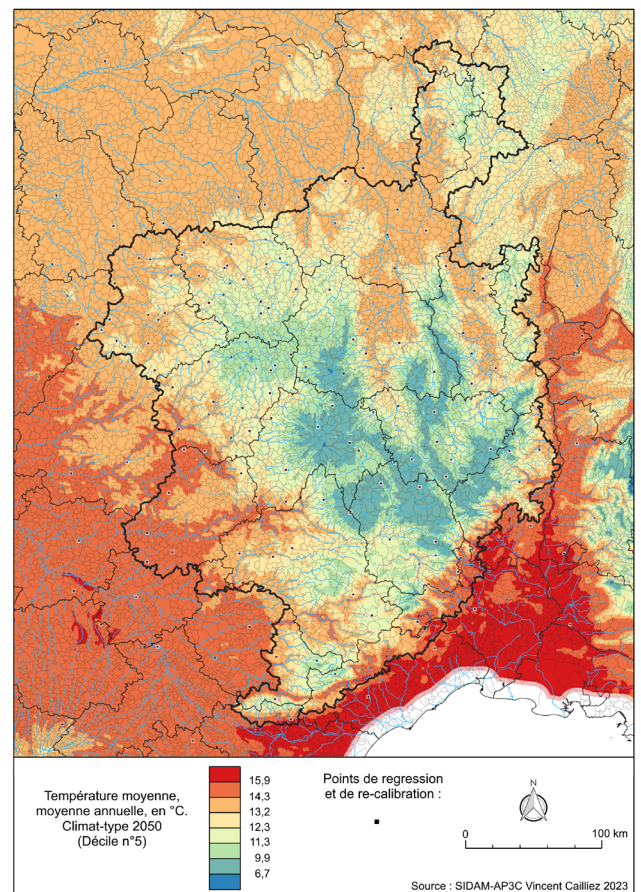 Température moyenne,
moyenne annuelle, en °C.
Climat-type 2050
(Décile n°5)
15,9
14,3
13,2
12,3
11,3
9,9
6,7
Points de regression
et de re-calibration :
N
0 100 km
Source : SIDAM-AP3C Vincent Cailliez 2023